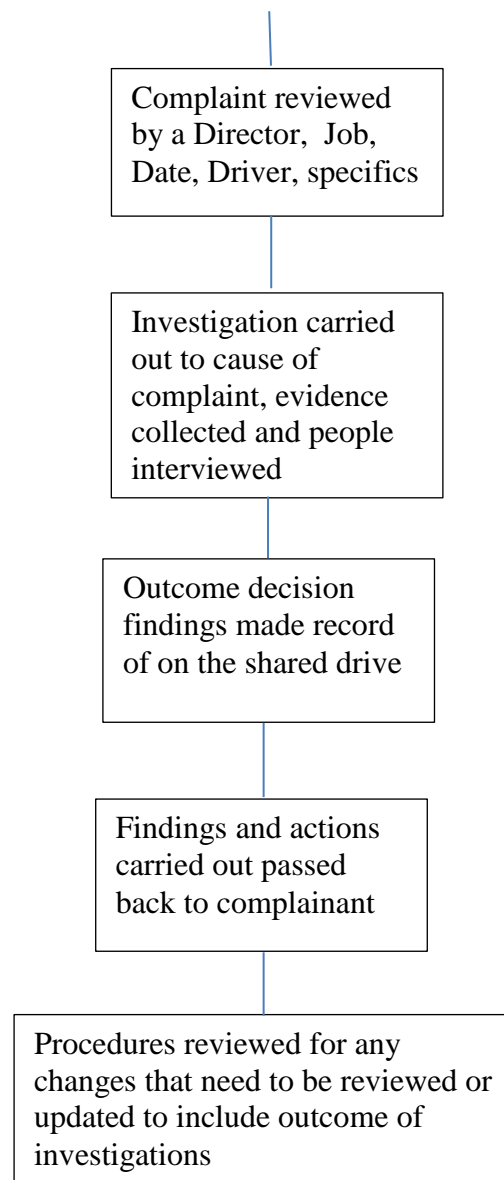 Complaint reviewed
by a Director,  Job,
Date, Driver, specifics
Investigation carried
out to cause of
complaint, evidence
collected and people
interviewed
Outcome decision
findings made record
of on the shared drive
Findings and actions
carried out passed
back to complainant
Procedures reviewed for any
changes that need to be reviewed or
updated to include outcome of
investigations